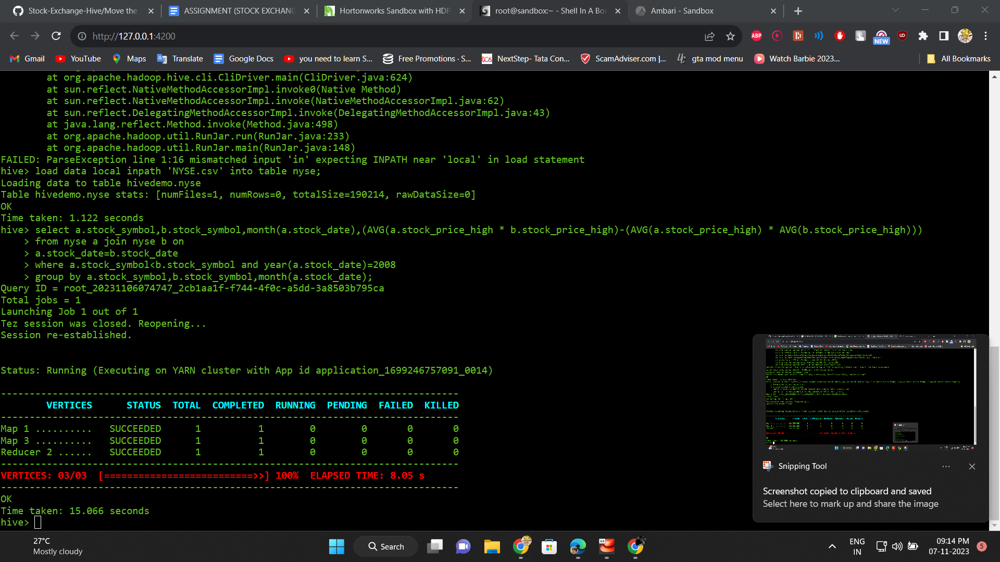 Stock-Exchange-Hive/Move the
ASSIGNMENT (STOCK EXCHANG
Hortonworks Sandbox with HDP
root@sandbox:~ - Shell In A Box
Ambari - Sandbox
http://127.0.0.1:4200
ABP
NEW
Gmail
YouTube
Maps
Translate
Google Docs
you need to learn S...
Free Promotions · S...
NextStep- Tata Con...
ScamAdviser.com |...
gta mod menu
Watch Barbie 2023...
All Bookmarks
at org.apache.hadoop.hive.cli.CliDriver.main(CliDriver.java:624)
at sun.reflect.NativeMethodAccessorImpl.invoke0(Native Method)
at sun.reflect.NativeMethodAccessorImpl.invoke(NativeMethodAccessorImpl.java:62)
at sun.reflect.DelegatingMethodAccessorImpl.invoke(DelegatingMethodAccessorImpl.java:43)
at java.lang.reflect.Method.invoke(Method.java:498)
at org.apache.hadoop.util.RunJar.run(RunJar.java:233)
at org.apache.hadoop.util.RunJar.main(RunJar.java:148)
FAILED: ParseException line 1:16 mismatched input 'in' expecting INPATH near 'local' in load statement
hive> load data local inpath 'NYSE.csv' into table nyse;
Loading data to table hivedemo.nyse
Table hivedemo.nyse stats: [numFiles=1, numRows=0, totalSize=190214, rawDataSize=0]
OK
Time taken: 1.122 seconds
hive> select a.stock_symbol,b.stock_symbol,month(a.stock_date),(AVG(a.stock_price_high * b.stock_price_high)-(AVG(a.stock_price_high) * AVG(b.stock_price_high)))
> from nyse a join nyse b on
> a.stock_date=b.stock_date
> where a.stock_symbol<b.stock_symbol and year(a.stock_date)=2008
> group by a.stock_symbol,b.stock_symbol,month(a.stock_date);
Query ID = root_20231106074747_2cb1aa1f-f744-4f0c-a5dd-3a8503b795ca
Total jobs = 1
Launching Job 1 out of 1
Tez session was closed. Reopening...
Session re-established.
Status: Running (Executing on YARN cluster with App id application_1699246757091_0014)
--------------------------------------------------------------------------------
VERTICES STATUS TOTAL COMPLETED RUNNING PENDING FAILED KILLED
--------------------------------------------------------------------------------
Map 1 .......... SUCCEEDED 1 1 0 0 0 0
Map 3 .......... SUCCEEDED 1 1 0 0 0 0
Reducer 2 ...... SUCCEEDED 1 1 0 0 0 0
--------------------------------------------------------------------------------
VERTICES: 03/03 [==========================>>] 100% ELAPSED TIME: 8.05 s
--------------------------------------------------------------------------------
OK
Time taken: 15.066 seconds
hive>
Snipping Tool
Screenshot copied to clipboard and saved
Select here to mark up and share the image
27°C
Mostly cloudy
Search
64
ENG
IN
09:14 PM
07-11-2023
5